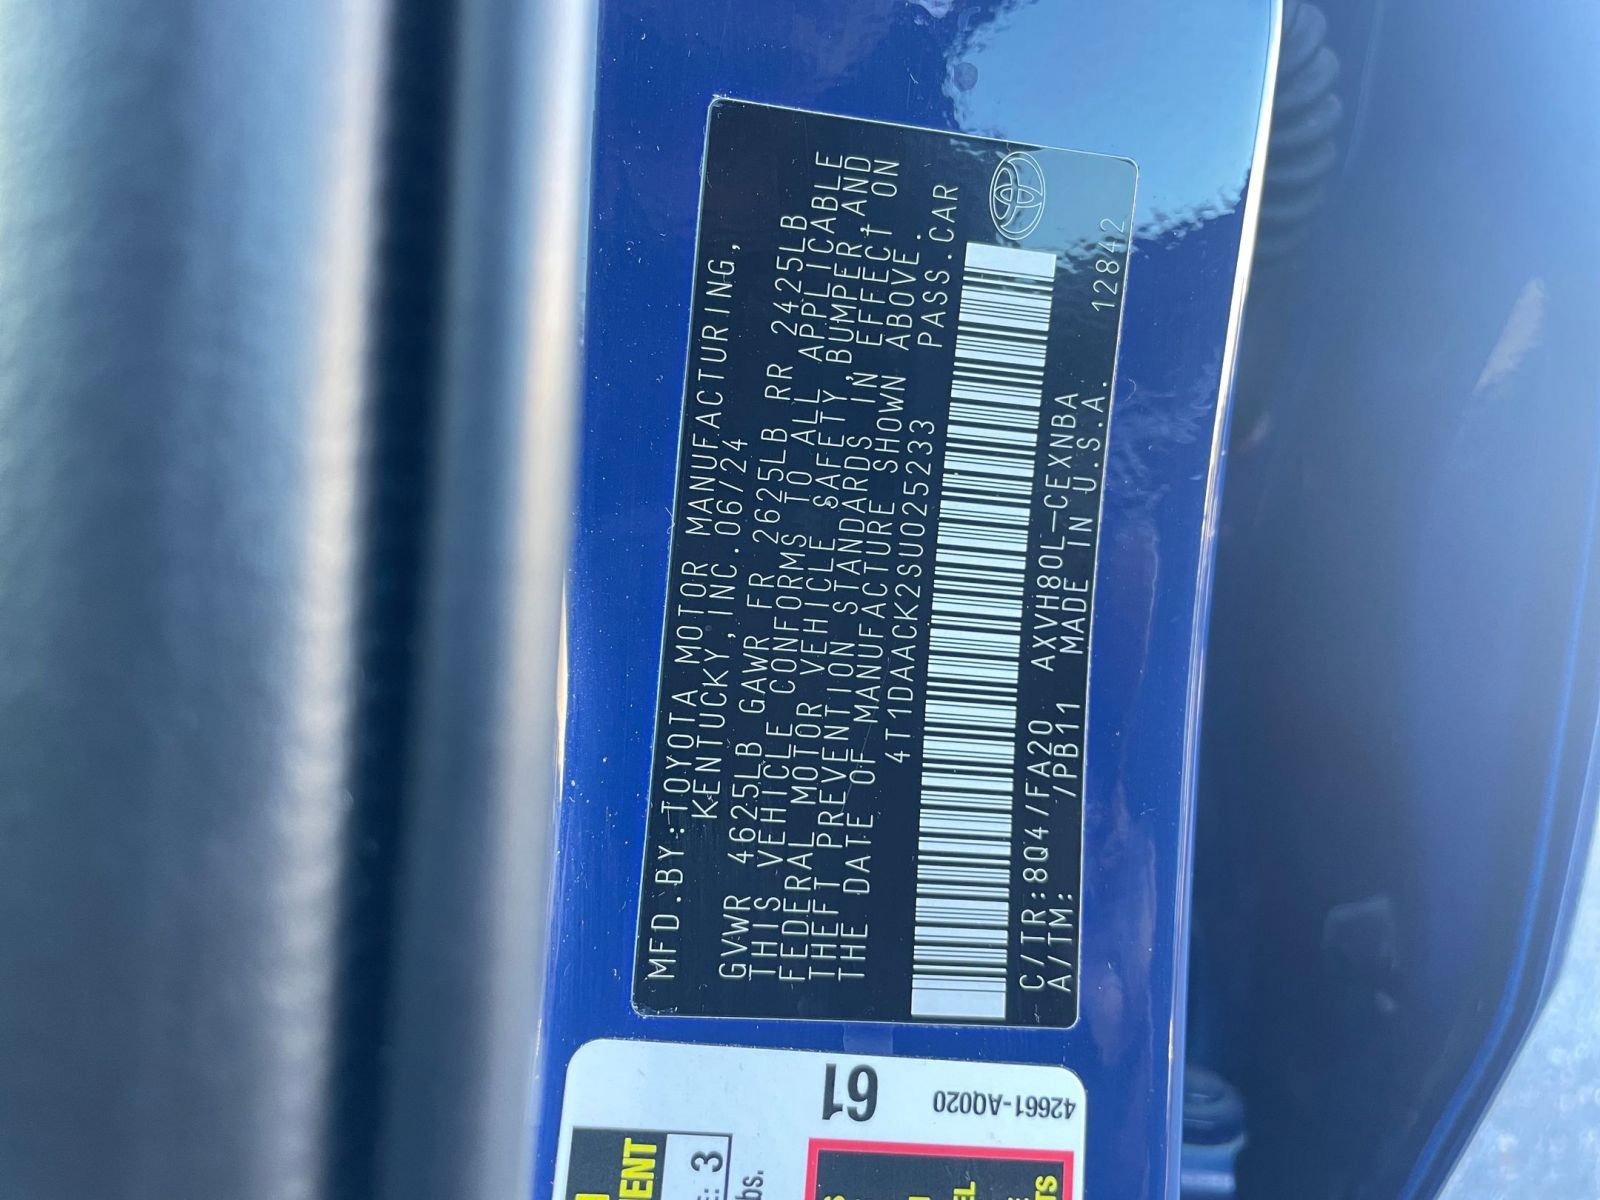 MFD.BY:TOYOTA MOTOR MANUFACTURING,
KENTUCKY,INC.06/24
GVWR 4625LB GAWR FR 2625LB RR 2425LB
THIS VEHICLE CONFORMS TO ALL APPLICABLE
FEDERAL MOTOR VEHICLE SAFETY,BUMPER,AND
THEFT PREVENTION STANDARDS IN EFFECT ON
THE DATE OF MANUFACTURE SHOWN ABOVE.
4T1DAACK2SU025233 PASS.CAR
C/TR:8Q4/FA20 AXVH80L-CEXNBA
A/TM: /PB11 MADE IN U.S.A. 12842
61
42661-AQ020
3